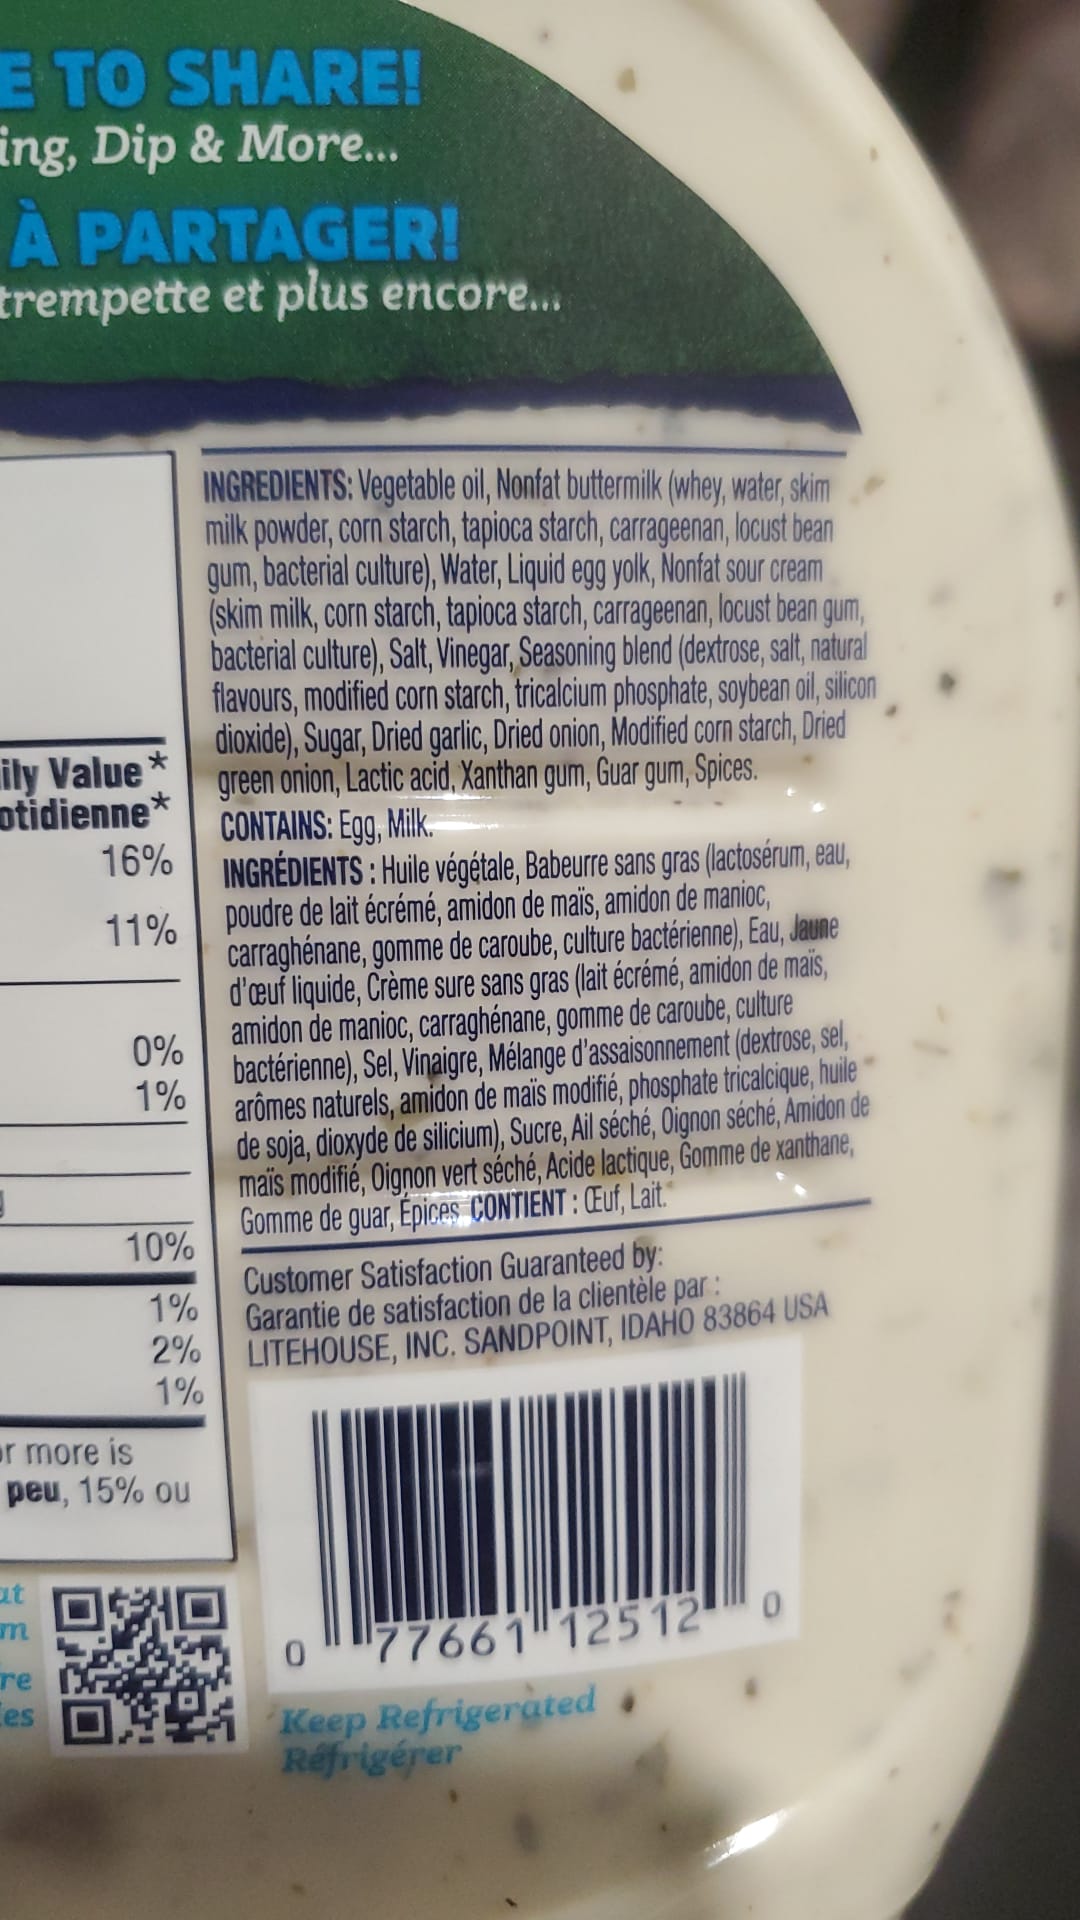 E TO SHARE!
ing, Dip & More...
À PARTAGER!
trempette et plus encore...
INGREDIENTS: Vegetable oil, Nonfat buttermilk (whey, water, skim
milk powder, corn starch, tapioca starch, carrageenan, locust bean
gum, bacterial culture), Water, Liquid egg yolk, Nonfat sour cream
(skim milk, corn starch, tapioca starch, carrageenan, locust bean gum,
bacterial culture), Salt, Vinegar, Seasoning blend (dextrose, salt, natural
flavours, modified corn starch, tricalcium phosphate, soybean oil, silicon
dioxide), Sugar, Dried garlic, Dried onion, Modified corn starch, Dried
green onion, Lactic acid, Xanthan gum, Guar gum, Spices.
CONTAINS: Egg, Milk.
INGRÉDIENTS : Huile végétale, Babeurre sans gras (lactosérum, eau,
poudre de lait écrémé, amidon de maïs, amidon de manioc,
carraghénane, gomme de caroube, culture bactérienne), Eau, Jaune
d'œuf liquide, Crème sure sans gras (lait écrémé, amidon de maïs,
amidon de manioc, carraghénane, gomme de caroube, culture
bactérienne), Sel, Vinaigre, Mélange d'assaisonnement (dextrose, sel,
arômes naturels, amidon de maïs modifié, phosphate tricalcique, huile
de soja, dioxyde de silicium), Sucre, Ail séché, Oignon séché, Amidon de
maïs modifié, Oignon vert séché, Acide lactique, Gomme de xanthane,
Gomme de guar, Épices. CONTIENT : Œuf, Lait.
Customer Satisfaction Guaranteed by:
Garantie de satisfaction de la clientèle par :
LITEHOUSE, INC. SANDPOINT, IDAHO 83864 USA
0 77661 12512 0
Keep Refrigerated
Réfrigérer
ily Value*
otidienne*
16%
11%
0%
1%
10%
1%
2%
1%
or more is
peu, 15% ou
at
m
re
es